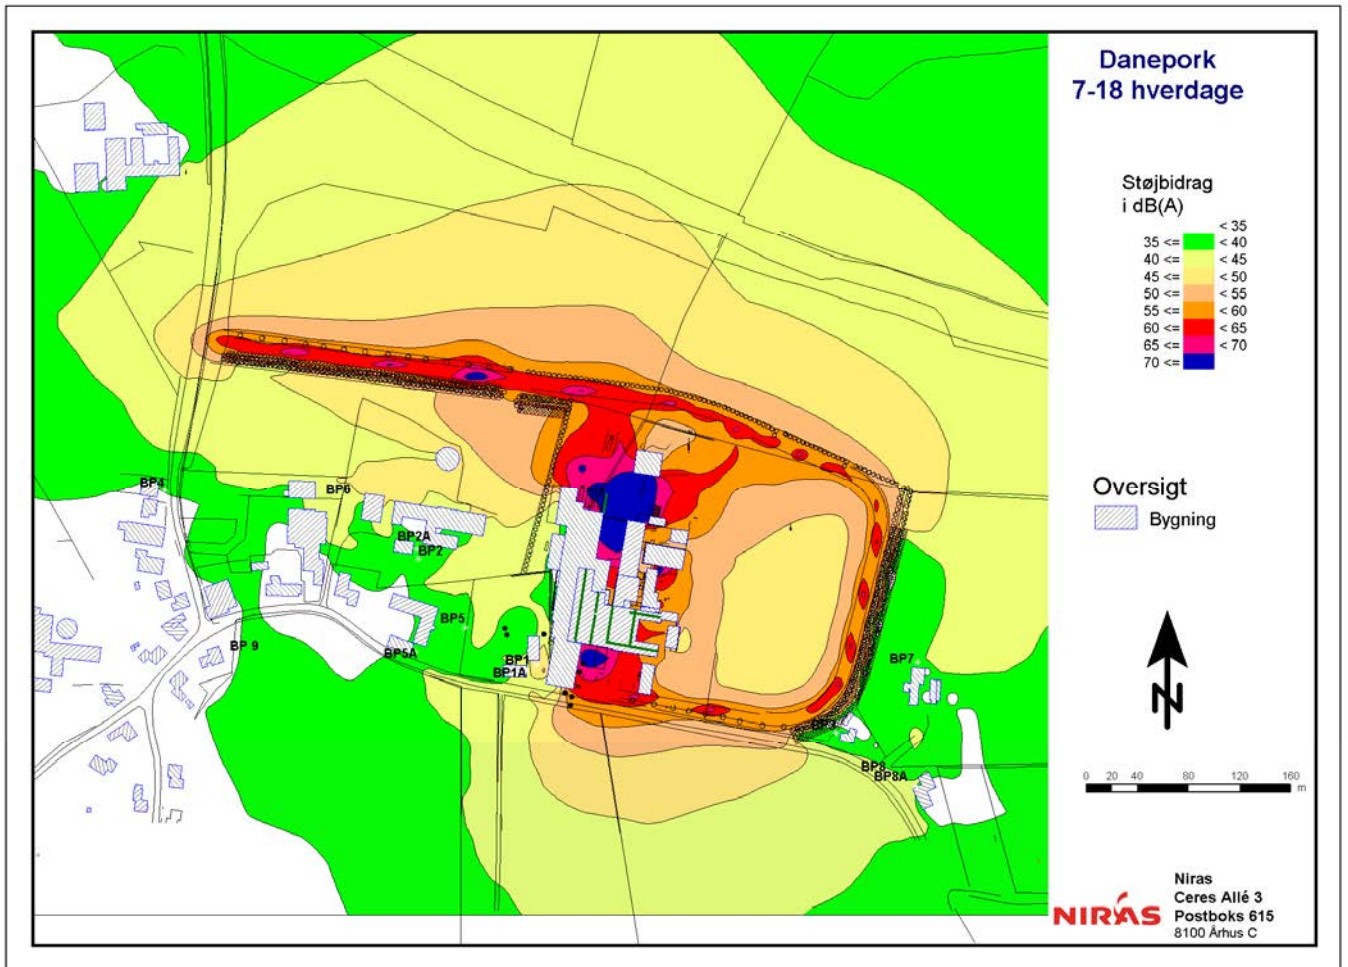 Danepork
7-18 hverdage
Støjbidrag
i dB(A)
< 35
35 <= < 40
40 <= < 45
45 <= < 50
50 <= < 55
55 <= < 60
60 <= < 65
65 <= < 70
70 <=
Oversigt
Bygning
N
0 20 40 80 120 160
m
NIRAS
Niras
Ceres Allé 3
Postboks 615
8100 Århus C
BP4
BP6
BP2A
BP2
BP5
BP 9
BP5A
BP1
BP1A
BP7
BP8
BP8A